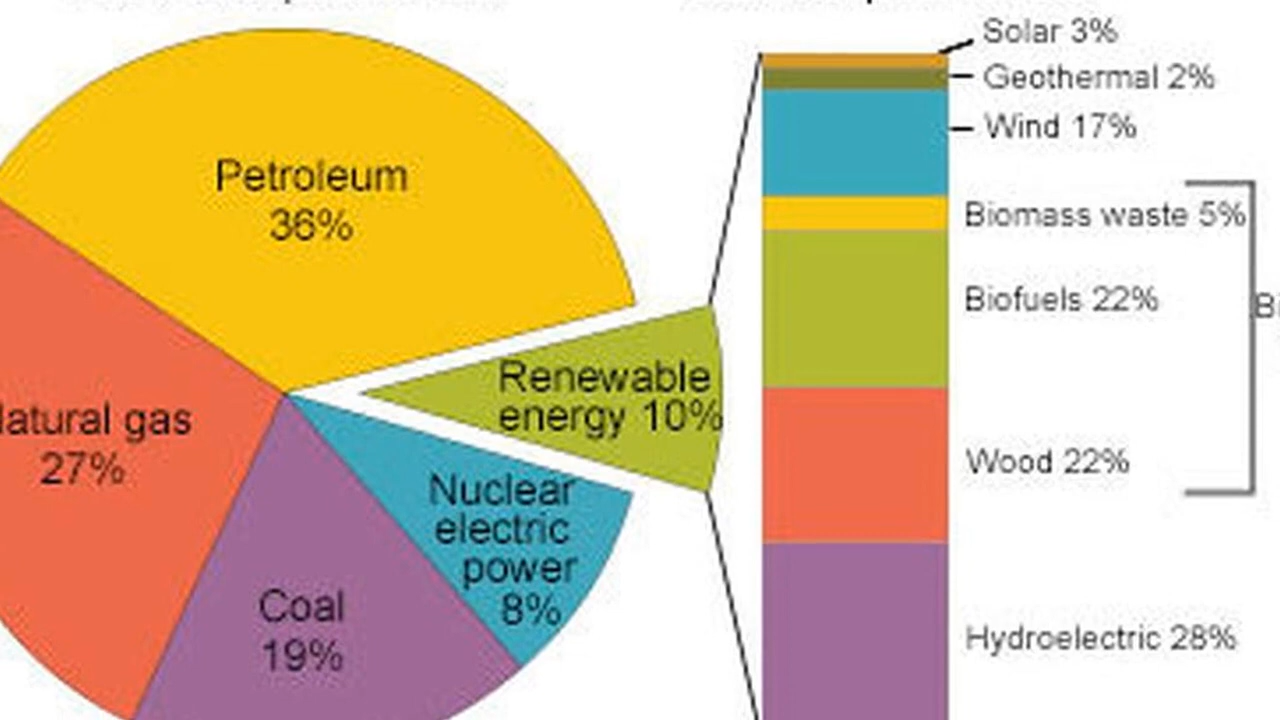 Petroleum
36%
atural gas
27%
Coal
19%
Nuclear
electric
power
8%
Renewable
energy 10%
Solar 3%
Geothermal 2%
Wind 17%
Biomass waste 5%
Biofuels 22%
Wood 22%
Hydroelectric 28%